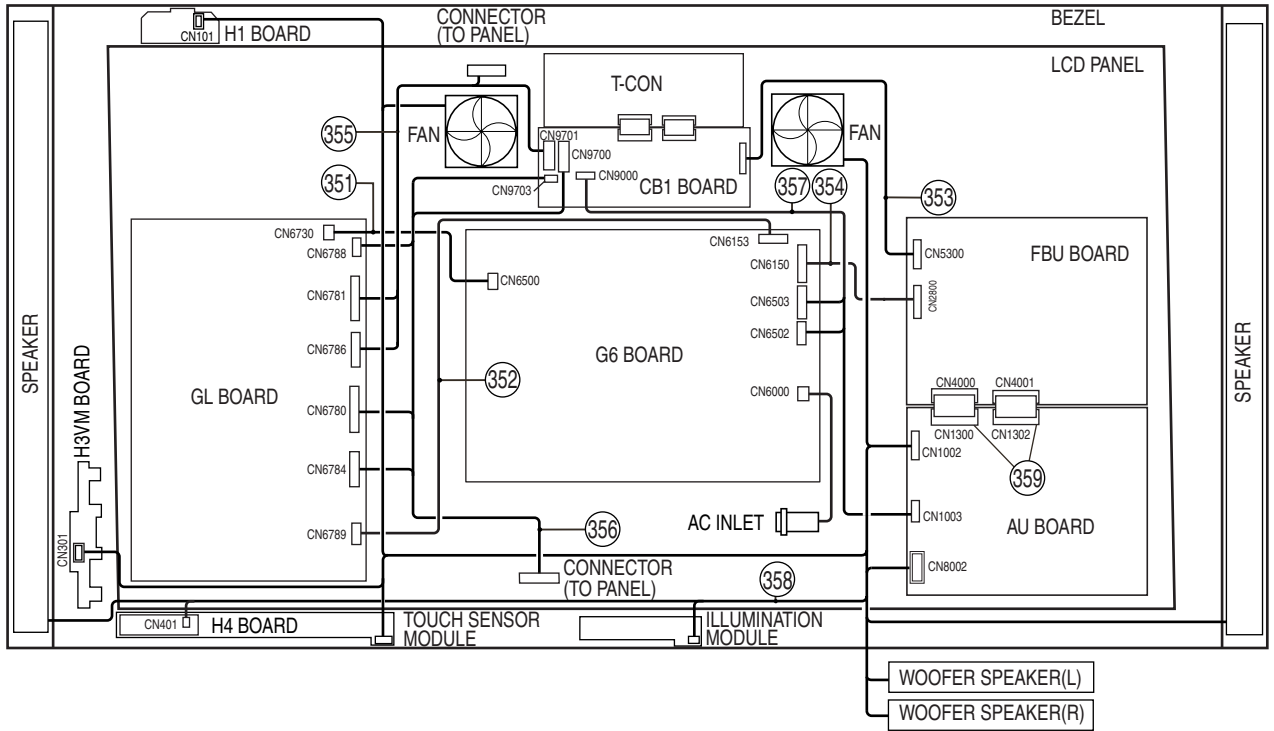 CONNECTOR
(TO PANEL)
BEZEL
CN101
H1 BOARD
LCD PANEL
T-CON
355
FAN
FAN
CN9701
CN9700
351
CN9703
CN9000
CB1 BOARD
357
354
353
CN6730
CN6788
CN6153
CN6150
CN5300
FBU BOARD
CN6500
CN6781
CN6503
CN2800
CN6502
SPEAKER
H3VM BOARD
CN6786
G6 BOARD
SPEAKER
352
CN6000
CN4000
CN4001
GL BOARD
CN6780
CN1300
CN1302
CN1002
CN6784
359
AC INLET
CN1003
AU BOARD
CN6789
356
CN301
CONNECTOR
(TO PANEL)
358
CN8002
CN401
H4 BOARD
TOUCH SENSOR
MODULE
ILLUMINATION
MODULE
WOOFER SPEAKER(L)
WOOFER SPEAKER(R)